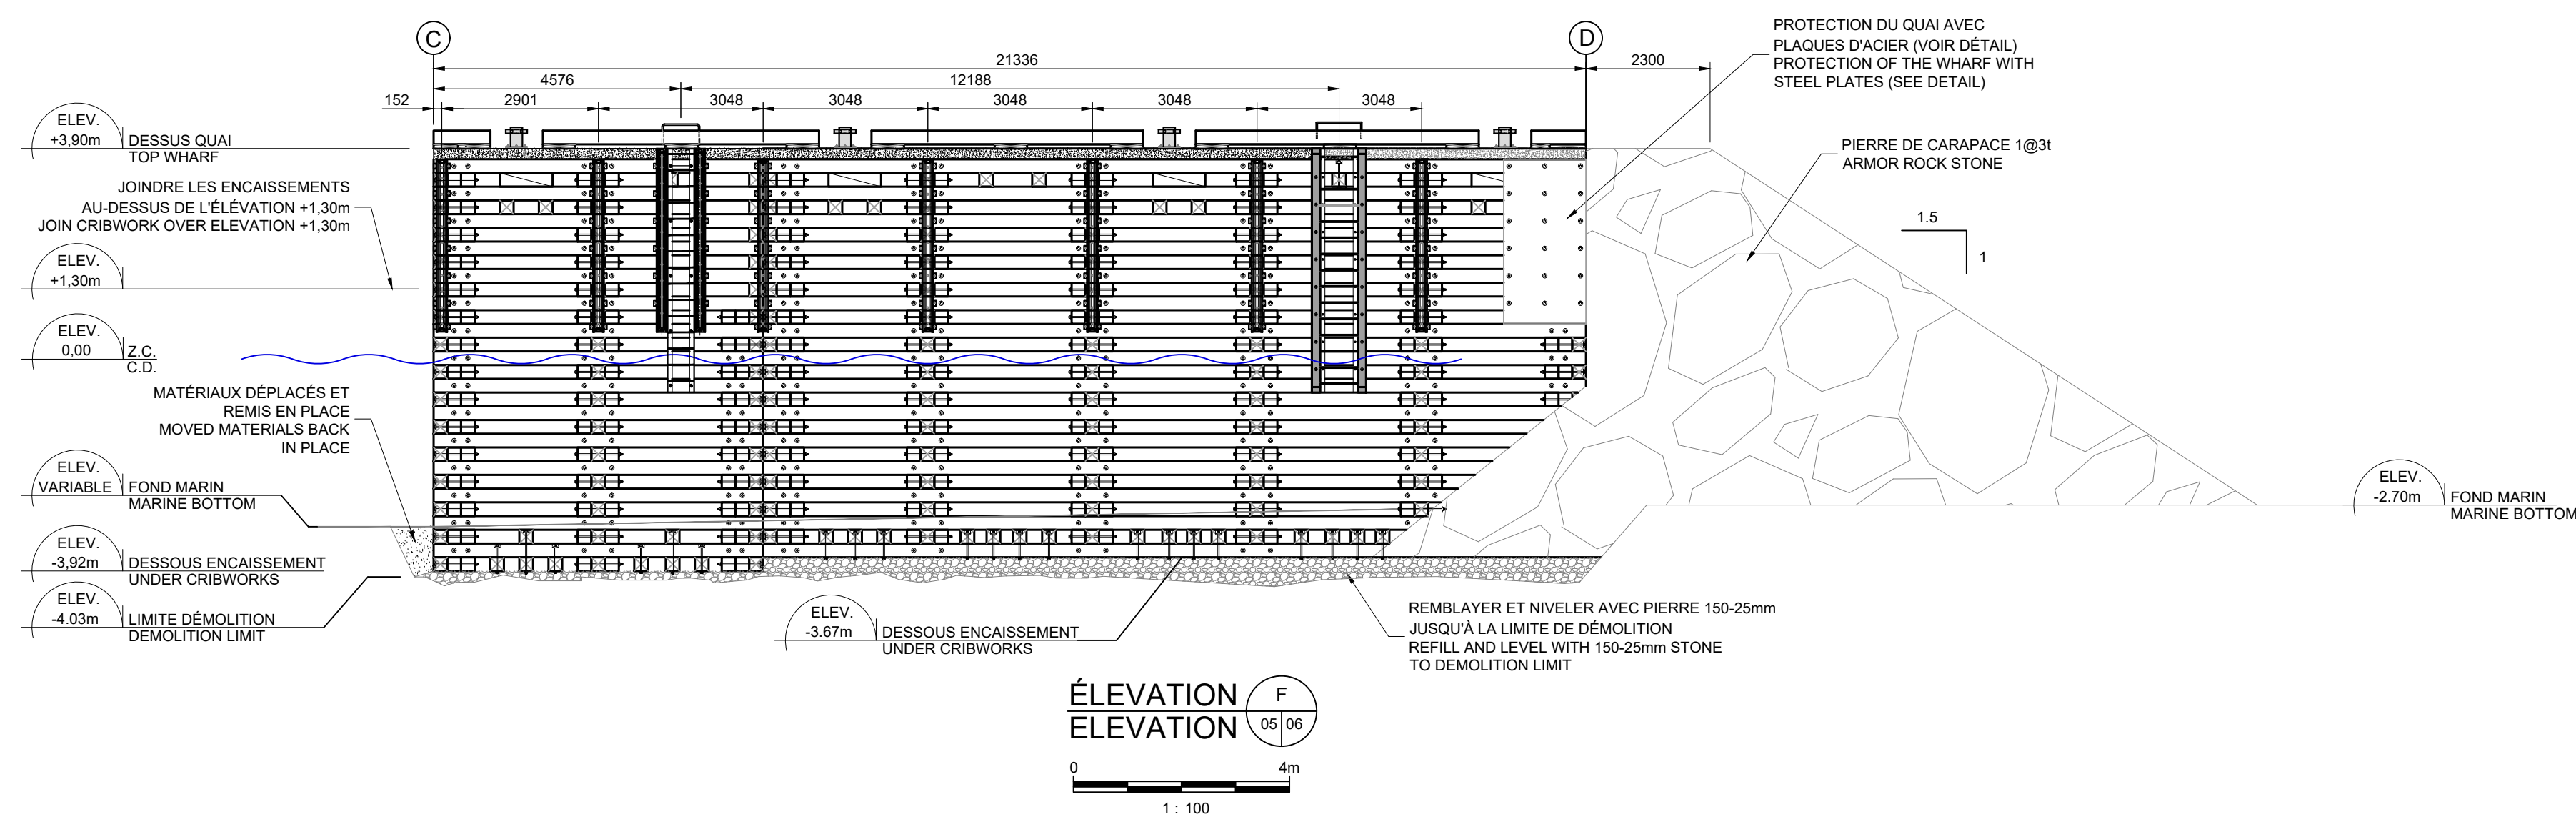 C
D
21336
2300
4576
12188
152
2901
3048
3048
3048
3048
3048
PROTECTION DU QUAI AVEC
PLAQUES D'ACIER (VOIR DÉTAIL)
PROTECTION OF THE WHARF WITH
STEEL PLATES (SEE DETAIL)
PIERRE DE CARAPACE 1@3t
ARMOR ROCK STONE
1.5
1
ELEV.
+3,90m
DESSUS QUAI
TOP WHARF
JOINDRE LES ENCAISSEMENTS
AU-DESSUS DE L'ÉLÉVATION +1,30m
JOIN CRIBWORK OVER ELEVATION +1,30m
ELEV.
+1,30m
ELEV.
0,00
Z.C.
C.D.
MATÉRIAUX DÉPLACÉS ET
REMIS EN PLACE
MOVED MATERIALS BACK
IN PLACE
ELEV.
VARIABLE
FOND MARIN
MARINE BOTTOM
ELEV.
-3,92m
DESSOUS ENCAISSEMENT
UNDER CRIBWORKS
ELEV.
-4.03m
LIMITE DÉMOLITION
DEMOLITION LIMIT
ELEV.
-3.67m
DESSOUS ENCAISSEMENT
UNDER CRIBWORKS
REMBLAYER ET NIVELER AVEC PIERRE 150-25mm
JUSQU'À LA LIMITE DE DÉMOLITION
REFILL AND LEVEL WITH 150-25mm STONE
TO DEMOLITION LIMIT
ELEV.
-2.70m
FOND MARIN
MARINE BOTTOM
ÉLEVATION
ELEVATION
F
05 06
0 4m
1 : 100